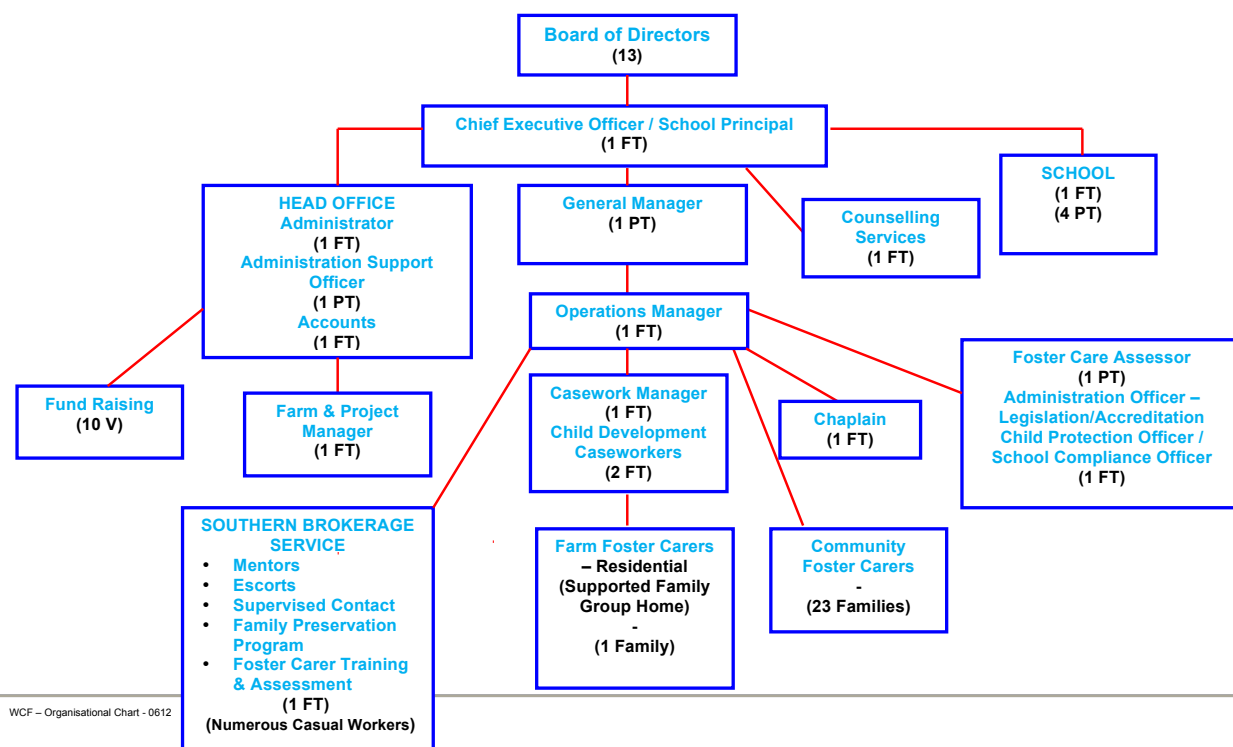 Board of Directors
(13)
Chief Executive Officer / School Principal
(1 FT)
HEAD OFFICE
Administrator
(1 FT)
Administration Support
Officer
(1 PT)
Accounts
(1 FT)
General Manager
(1 PT)
Counselling
Services
(1 FT)
SCHOOL
(1 FT)
(4 PT)
Operations Manager
(1 FT)
Fund Raising
(10 V)
Farm & Project
Manager
(1 FT)
Casework Manager
(1 FT)
Child Development
Caseworkers
(2 FT)
Chaplain
(1 FT)
Foster Care Assessor
(1 PT)
Administration Officer –
Legislation/Accreditation
Child Protection Officer /
School Compliance Officer
(1 FT)
SOUTHERN BROKERAGE
SERVICE
• Mentors
• Escorts
• Supervised Contact
• Family Preservation
Program
• Foster Carer Training
& Assessment
(1 FT)
(Numerous Casual Workers)
Farm Foster Carers
– Residential
(Supported Family
Group Home)
-
(1 Family)
Community
Foster Carers
-
(23 Families)
WCF – Organisational Chart - 0612